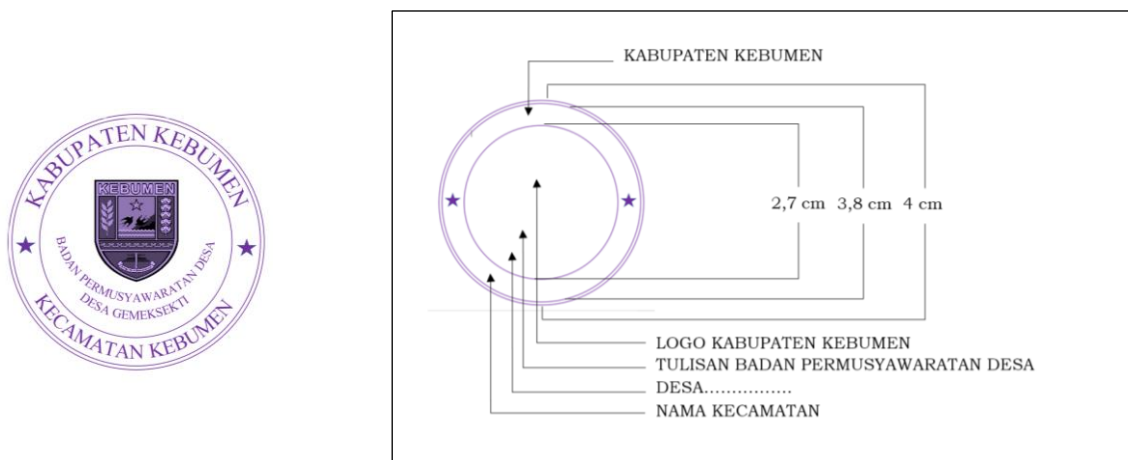 KABUPATEN KEBUMEN
KEBUMEN
BADAN PERMUSYAWARATAN DESA
DESA GEMEKSEKTI
KECAMATAN KEBUMEN
KABUPATEN KEBUMEN
2,7 cm 3,8 cm 4 cm
LOGO KABUPATEN KEBUMEN
TULISAN BADAN PERMUSYAWARATAN DESA
DESA................
NAMA KECAMATAN